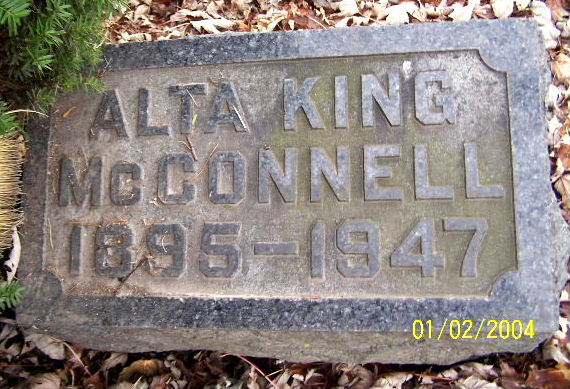 ALTA KING
McCONNELL
1895-1947
01/02/2004